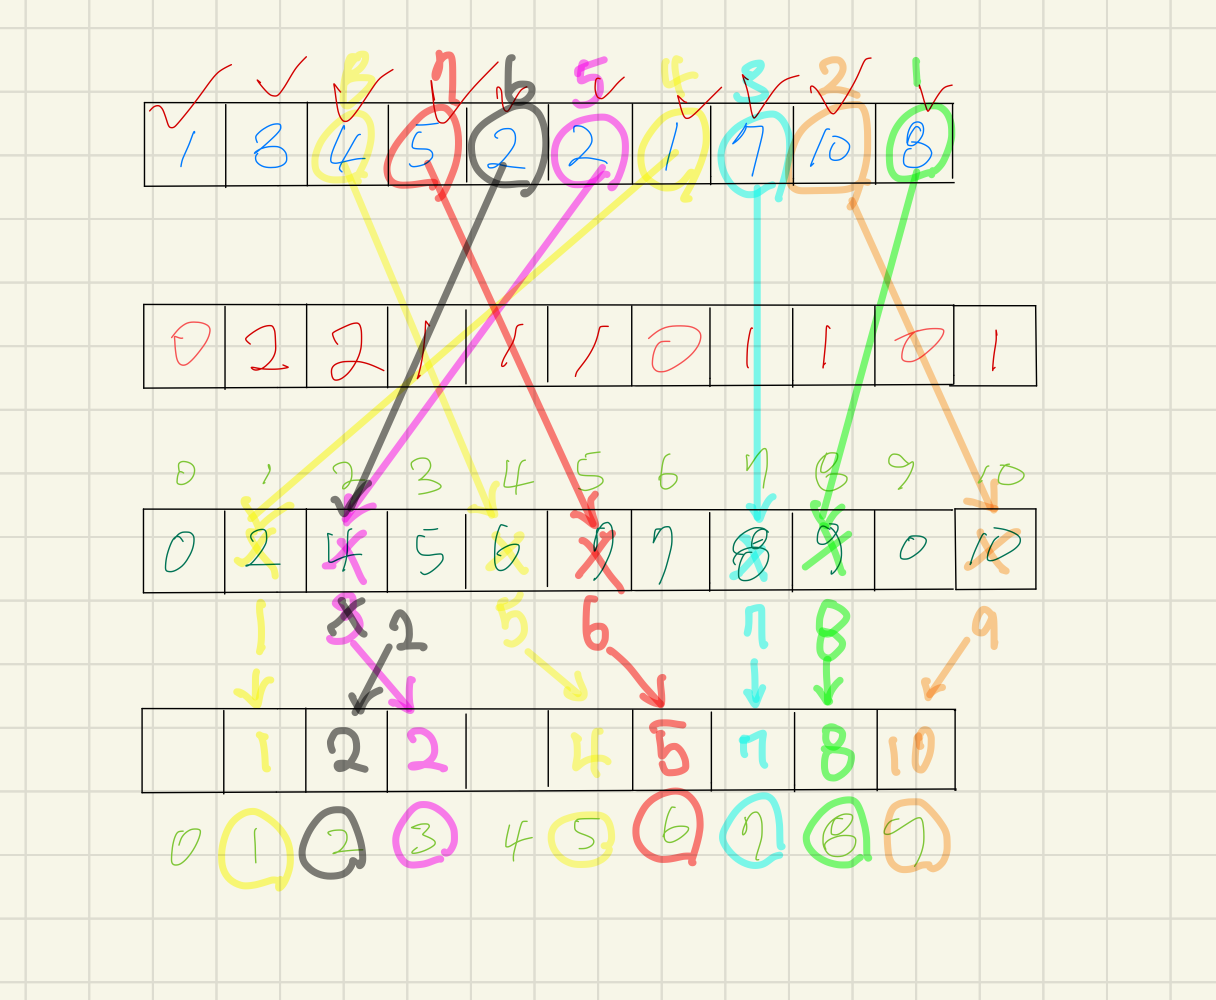 8 7 6 5 4 3 2 1
1 3 4 5 2 2 1 7 10 8
0 2 2 1 1 1 0 1 1 0 1
0 1 2 3 4 5 6 7 8 9 10
0 2 4 5 6 7 7 8 9 0 10
1 3 2 5 6 7 8 9
1 2 2 4 5 7 8 10
0 1 2 3 4 5 6 7 8 9